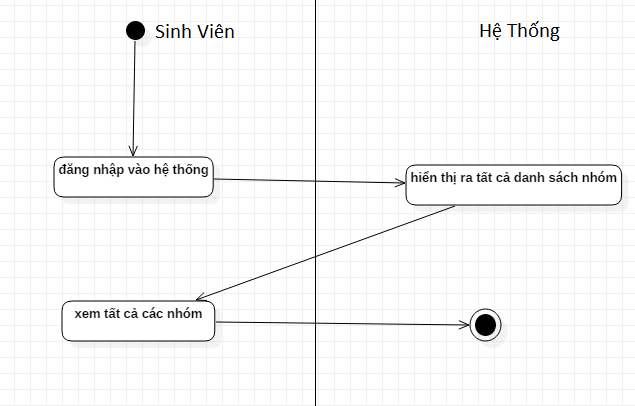 Sinh Viên
Hệ Thống
đăng nhập vào hệ thống
hiển thị ra tất cả danh sách nhóm
xem tất cả các nhóm